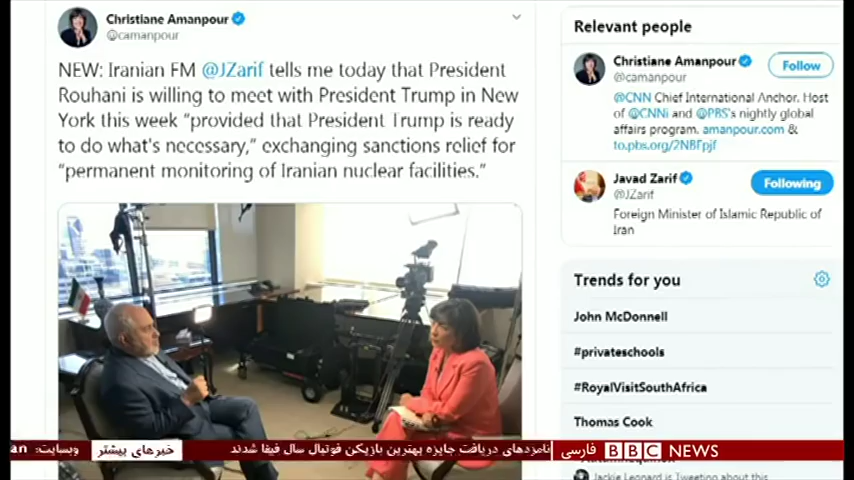 Christiane Amanpour
@camanpour
NEW: Iranian FM @JZarif tells me today that President
Rouhani is willing to meet with President Trump in New
York this week “provided that President Trump is ready
to do what's necessary,” exchanging sanctions relief for
“permanent monitoring of Iranian nuclear facilities.”
Relevant people
Christiane Amanpour
@camanpour
Follow
@CNN Chief International Anchor. Host
of @CNNi and @PBS's nightly global
affairs program. amanpour.com &
to.pbs.org/2NBFpjf
Javad Zarif
@JZarif
Following
Foreign Minister of Islamic Republic of
Iran
Trends for you
John McDonnell
#privateschools
#RoyalVisitSouthAfrica
Thomas Cook
Jackie Leonard is Tweeting about this
BBC NEWS فارسی
نامزدهای دریافت جایزه بهترین بازیکن فوتبال سال فیفا شدند
خبرهای بیشتر
وبسایت: